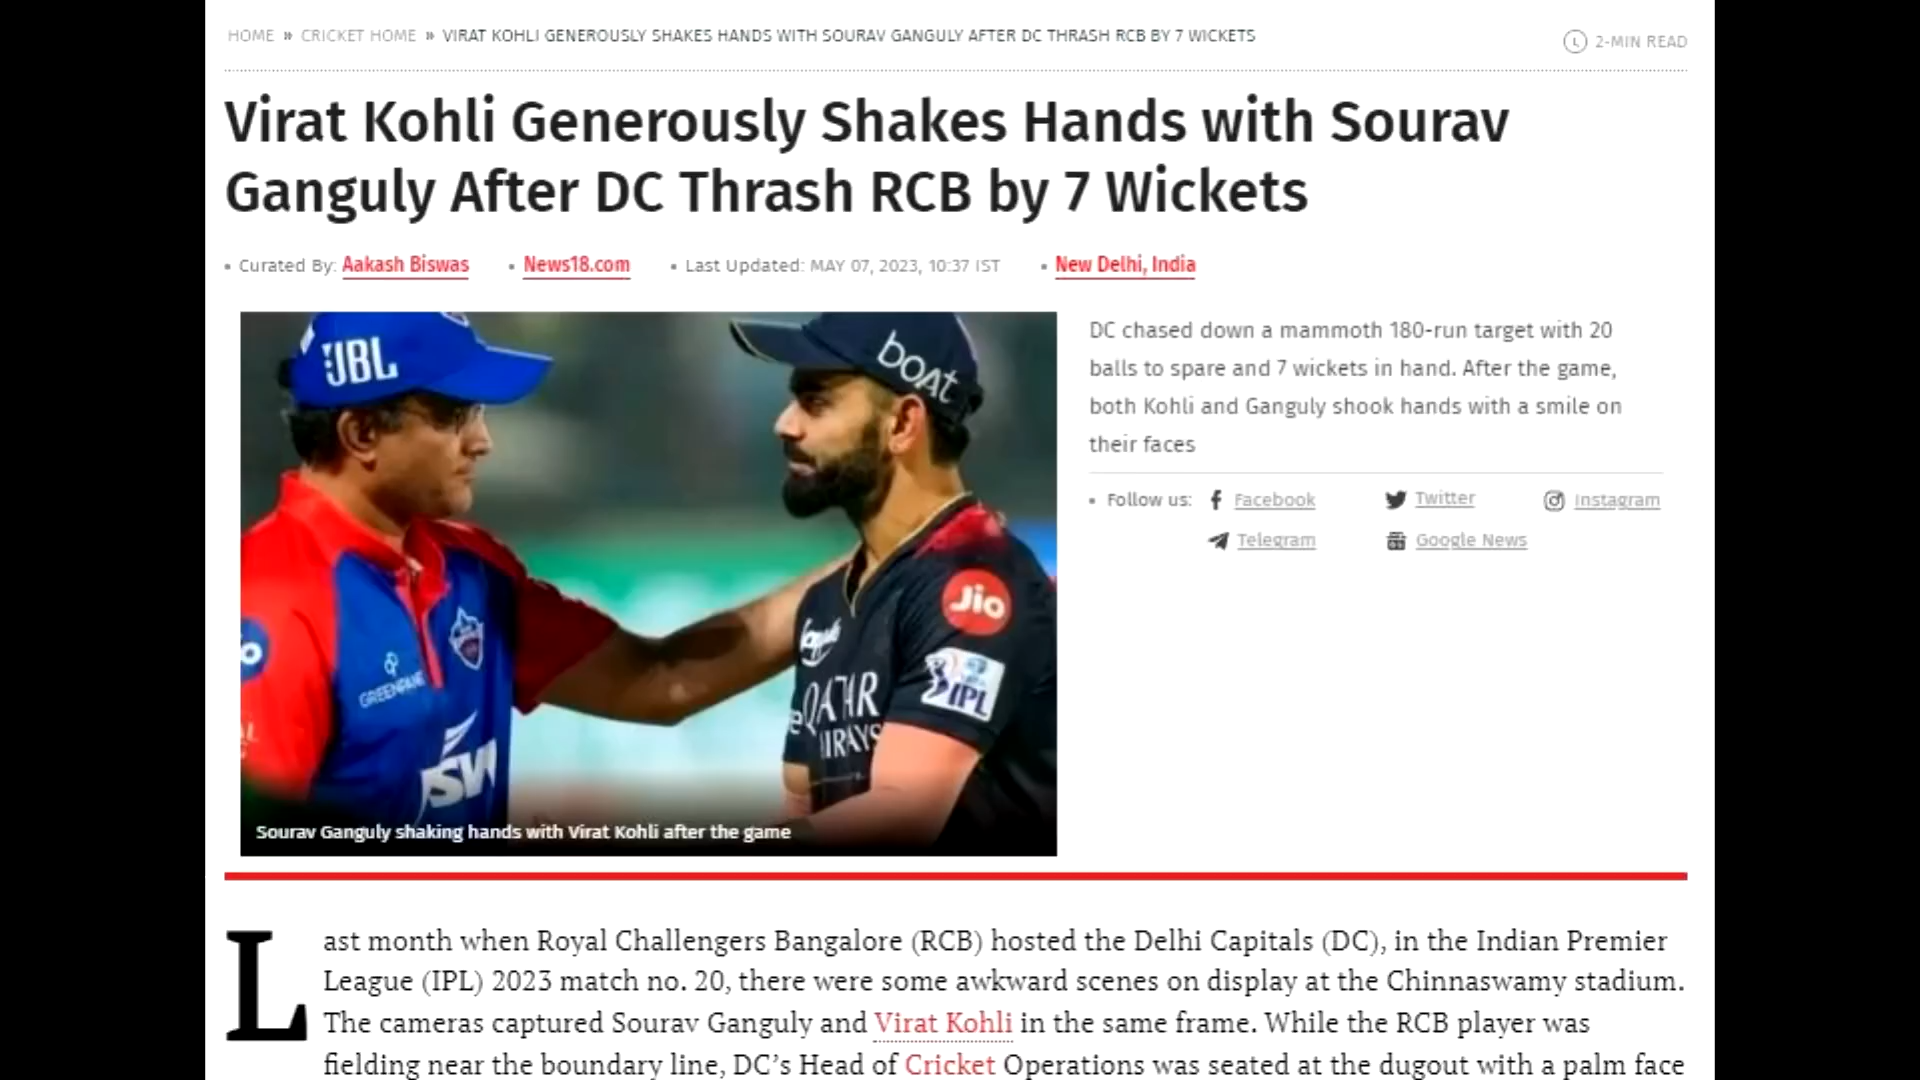 HOME » CRICKET HOME » VIRAT KOHLI GENEROUSLY SHAKES HANDS WITH SOURAV GANGULY AFTER DC THRASH RCB BY 7 WICKETS
2-MIN READ
Virat Kohli Generously Shakes Hands with Sourav
Ganguly After DC Thrash RCB by 7 Wickets
Curated By: Aakash Biswas
News18.com
Last Updated: MAY 07, 2023, 10:37 IST
New Delhi, India
JBL
boAt
Jio
IPL
GREENPANEL
QATAR
AIRWAYS
JSW
Sourav Ganguly shaking hands with Virat Kohli after the game
DC chased down a mammoth 180-run target with 20
balls to spare and 7 wickets in hand. After the game,
both Kohli and Ganguly shook hands with a smile on
their faces
Follow us: Facebook Twitter Instagram
Telegram Google News
Last month when Royal Challengers Bangalore (RCB) hosted the Delhi Capitals (DC), in the Indian Premier
League (IPL) 2023 match no. 20, there were some awkward scenes on display at the Chinnaswamy stadium.
The cameras captured Sourav Ganguly and Virat Kohli in the same frame. While the RCB player was
fielding near the boundary line, DC’s Head of Cricket Operations was seated at the dugout with a palm face